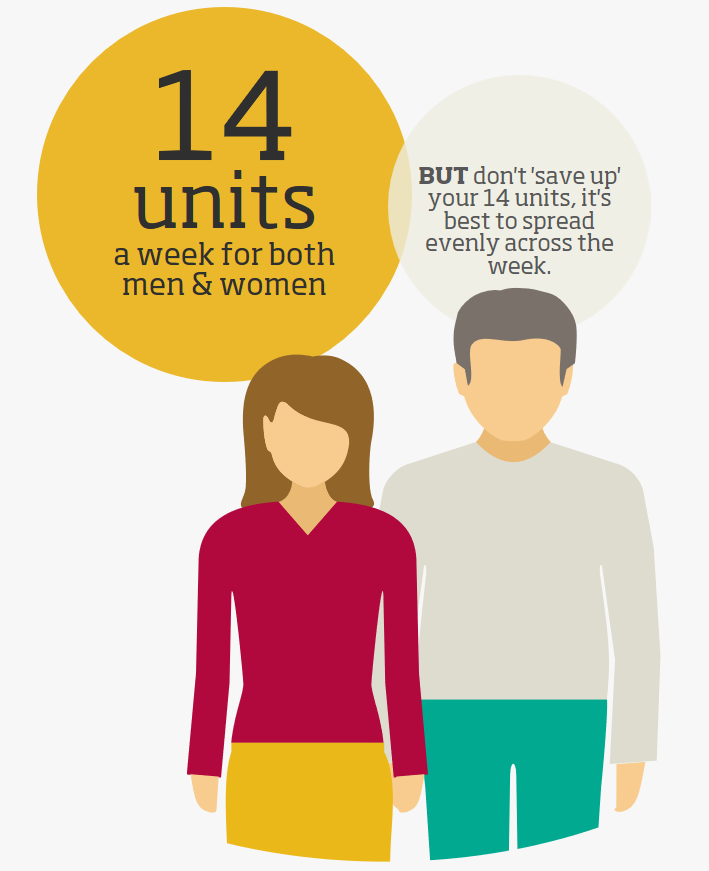 14
units
a week for both
men & women
BUT don't 'save up'
your 14 units, it's
best to spread
evenly across the
week.